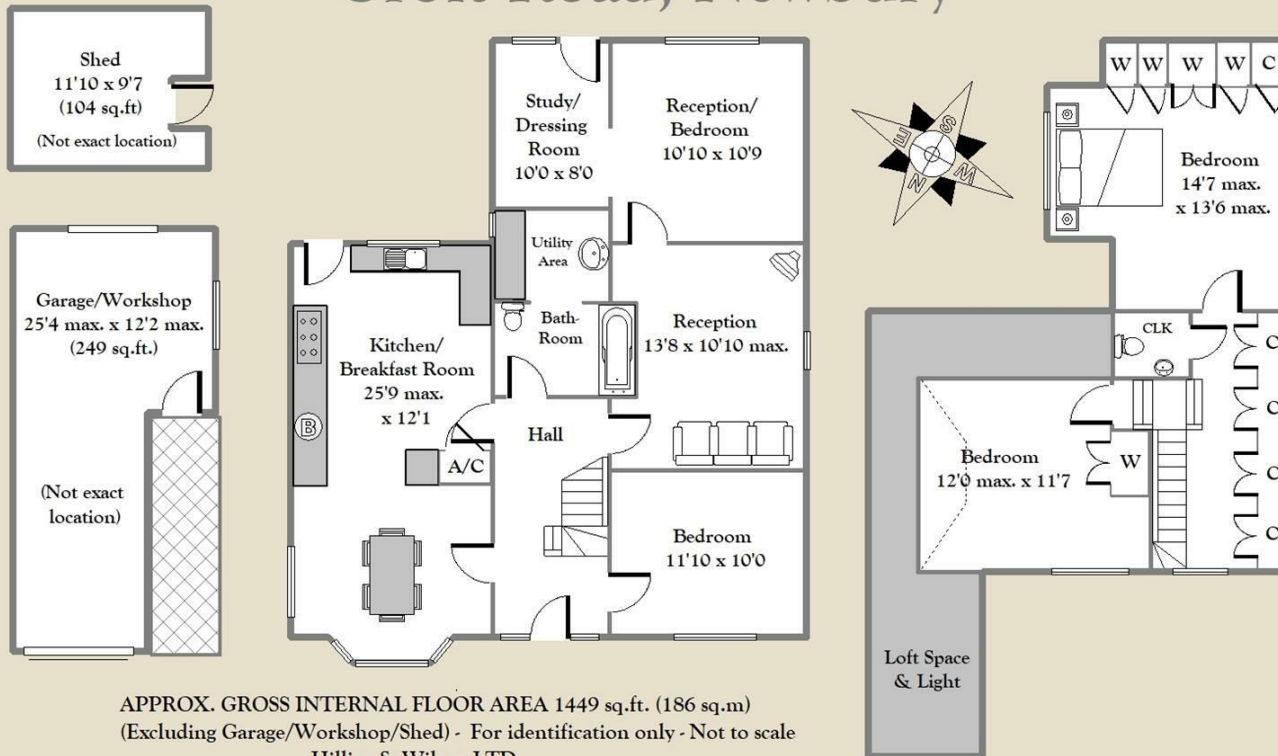 Shed
11'10 x 9'7
(104 sq.ft)
(Not exact location)
Garage/Workshop
25'4 max. x 12'2 max.
(249 sq.ft.)
(Not exact
location)
Study/
Dressing
Room
10'0 x 8'0
Reception/
Bedroom
10'10 x 10'9
Utility
Area
Bath-
Room
Reception
13'8 x 10'10 max.
Kitchen/
Breakfast Room
25'9 max.
x 12'1
B
A/C
Hall
Bedroom
11'10 x 10'0
E
S
N
W
W
W
W
W
C
Bedroom
14'7 max.
x 13'6 max.
CLK
C
C
C
C
Bedroom
12'0 max. x 11'7
W
Loft Space
& Light
APPROX. GROSS INTERNAL FLOOR AREA 1449 sq.ft. (186 sq.m)
(Excluding Garage/Workshop/Shed) - For identification only - Not to scale